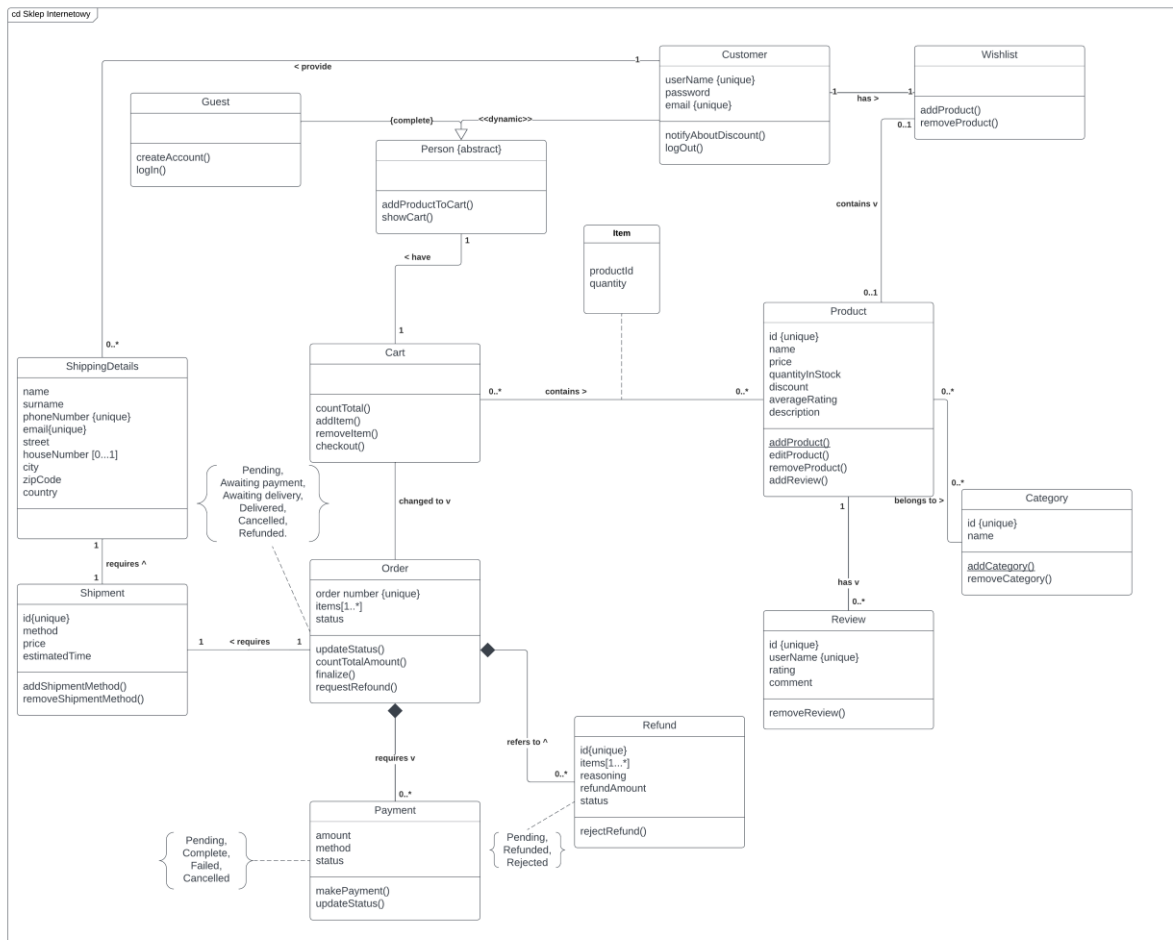 cd Sklep Internetowy
Customer
userName {unique}
password
email {unique}
notifyAboutDiscount()
logOut()
Wishlist
addProduct()
removeProduct()
1
< provide
0..*
1
has >
1
Guest
createAccount()
logIn()
{complete}
<<dynamic>>
Person {abstract}
addProductToCart()
showCart()
0..1
contains v
0..1
1
< have
1
Item
productId
quantity
Product
id {unique}
name
price
quantityInStock
discount
averageRating
description
addProduct()
editProduct()
removeProduct()
addReview()
ShippingDetails
name
surname
phoneNumber {unique}
email{unique}
street
houseNumber [0...1]
city
zipCode
country
Cart
countTotal()
addItem()
removeItem()
checkout()
0..*
contains >
0..*
0..*
belongs to >
0..*
Category
id {unique}
name
addCategory()
removeCategory()
Pending,
Awaiting payment,
Awaiting delivery,
Delivered,
Cancelled,
Refunded.
changed to v
1
has v
0..*
1
requires ^
1
Shipment
id{unique}
method
price
estimatedTime
addShipmentMethod()
removeShipmentMethod()
1
< requires
1
Order
order number {unique}
items[1..*]
status
updateStatus()
countTotalAmount()
finalize()
requestRefound()
Review
id {unique}
userName {unique}
rating
comment
removeReview()
refers to ^
0..*
Refund
id{unique}
items[1...*]
reasoning
refundAmount
status
rejectRefund()
requires v
0..*
Payment
amount
method
status
makePayment()
updateStatus()
Pending,
Complete,
Failed,
Cancelled
Pending,
Refunded,
Rejected